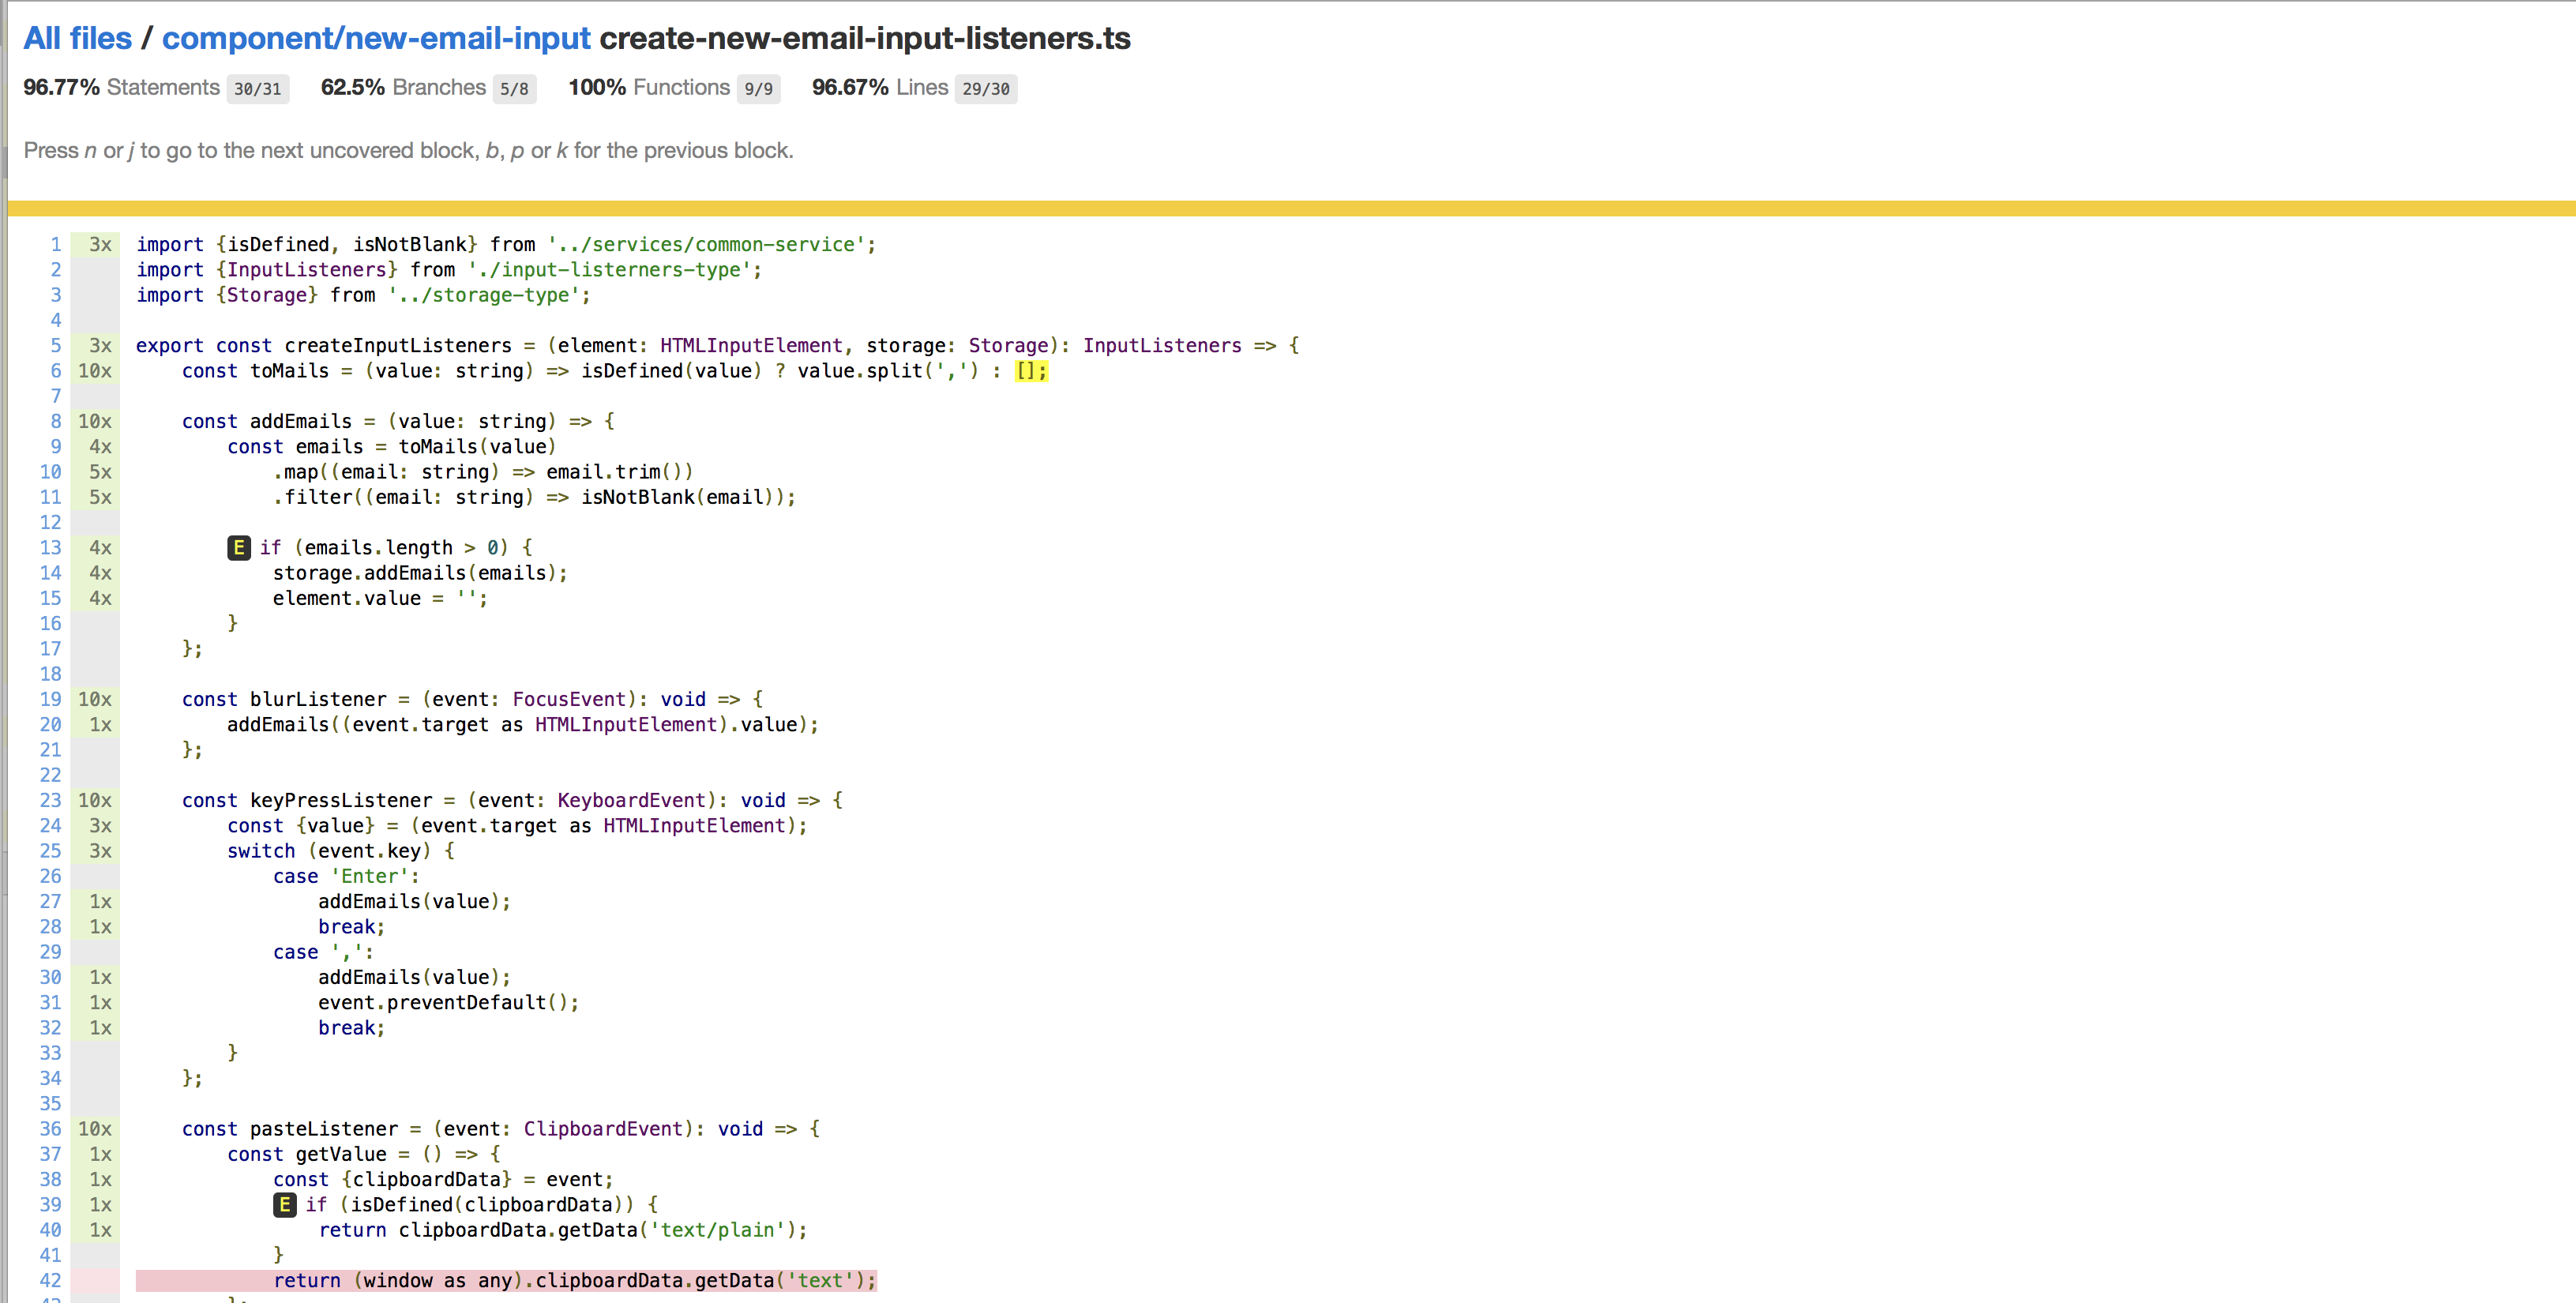 All files / component/new-email-input create-new-email-input-listeners.ts
96.77% Statements 30/31 62.5% Branches 5/8 100% Functions 9/9 96.67% Lines 29/30
Press n or j to go to the next uncovered block, b, p or k for the previous block.
1 3x import {isDefined, isNotBlank} from '../services/common-service';
2 import {InputListeners} from './input-listerners-type';
3 import {Storage} from '../storage-type';
4
5 3x export const createInputListeners = (element: HTMLInputElement, storage: Storage): InputListeners => {
6 10x const toMails = (value: string) => isDefined(value) ? value.split(',') : [];
7
8 10x const addEmails = (value: string) => {
9 4x const emails = toMails(value)
10 5x .map((email: string) => email.trim())
11 5x .filter((email: string) => isNotBlank(email));
12
13 4x E if (emails.length > 0) {
14 4x storage.addEmails(emails);
15 4x element.value = '';
16 }
17 };
18
19 10x const blurListener = (event: FocusEvent): void => {
20 1x addEmails((event.target as HTMLInputElement).value);
21 };
22
23 10x const keyPressListener = (event: KeyboardEvent): void => {
24 3x const {value} = (event.target as HTMLInputElement);
25 3x switch (event.key) {
26 case 'Enter':
27 1x addEmails(value);
28 1x break;
29 case ',':
30 1x addEmails(value);
31 1x event.preventDefault();
32 1x break;
33 }
34 };
35
36 10x const pasteListener = (event: ClipboardEvent): void => {
37 1x const getValue = () => {
38 1x const {clipboardData} = event;
39 1x E if (isDefined(clipboardData)) {
40 1x return clipboardData.getData('text/plain');
41 }
42 return (window as any).clipboardData.getData('text');